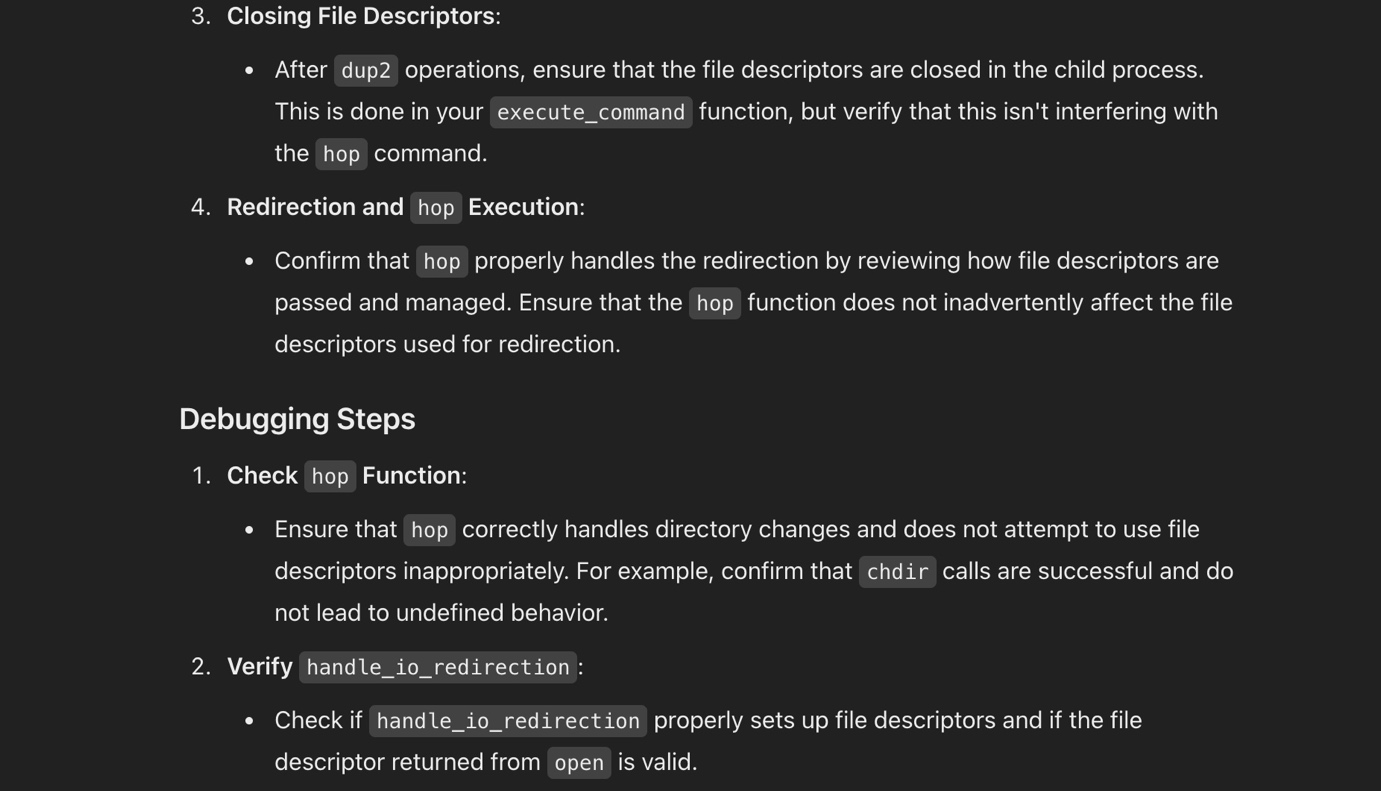 3. Closing File Descriptors:
• After dup2 operations, ensure that the file descriptors are closed in the child process.
This is done in your execute_command function, but verify that this isn't interfering with
the hop command.
4. Redirection and hop Execution:
• Confirm that hop properly handles the redirection by reviewing how file descriptors are
passed and managed. Ensure that the hop function does not inadvertently affect the file
descriptors used for redirection.
Debugging Steps
1. Check hop Function:
• Ensure that hop correctly handles directory changes and does not attempt to use file
descriptors inappropriately. For example, confirm that chdir calls are successful and do
not lead to undefined behavior.
2. Verify handle_io_redirection:
• Check if handle_io_redirection properly sets up file descriptors and if the file
descriptor returned from open is valid.